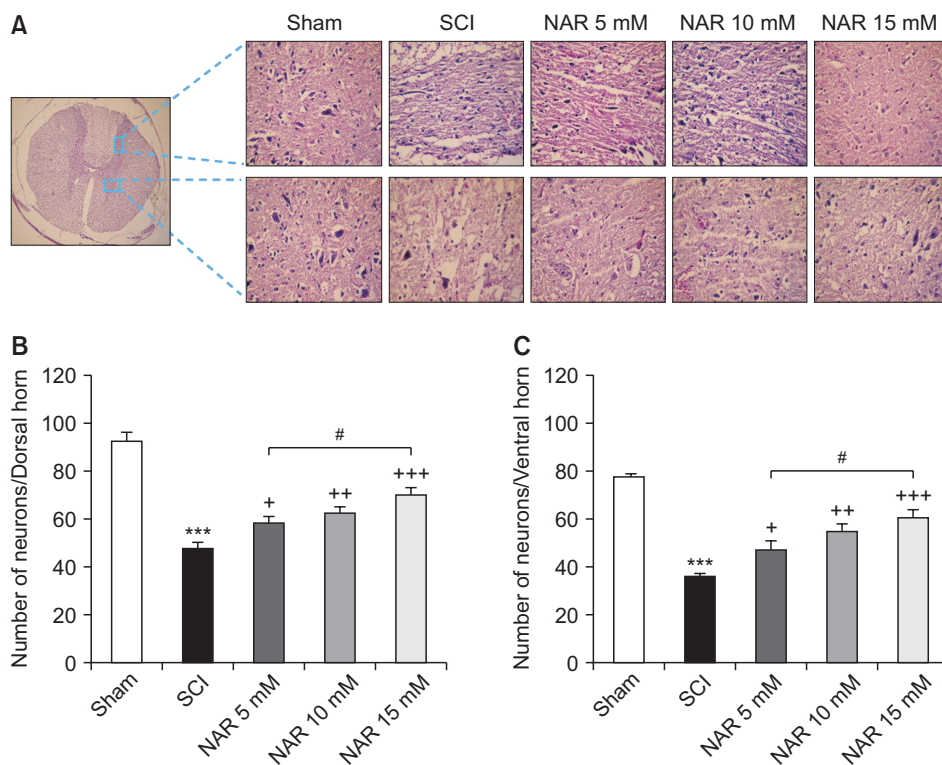 A
Sham SCI NAR 5 mM NAR 10 mM NAR 15 mM
B
Number of neurons/Dorsal horn
120
100
80
60
40
20
0
***
+
++
+++
#
Sham
SCI
NAR 5 mM
NAR 10 mM
NAR 15 mM
C
Number of neurons/Ventral horn
120
100
80
60
40
20
0
***
+
++
+++
#
Sham
SCI
NAR 5 mM
NAR 10 mM
NAR 15 mM